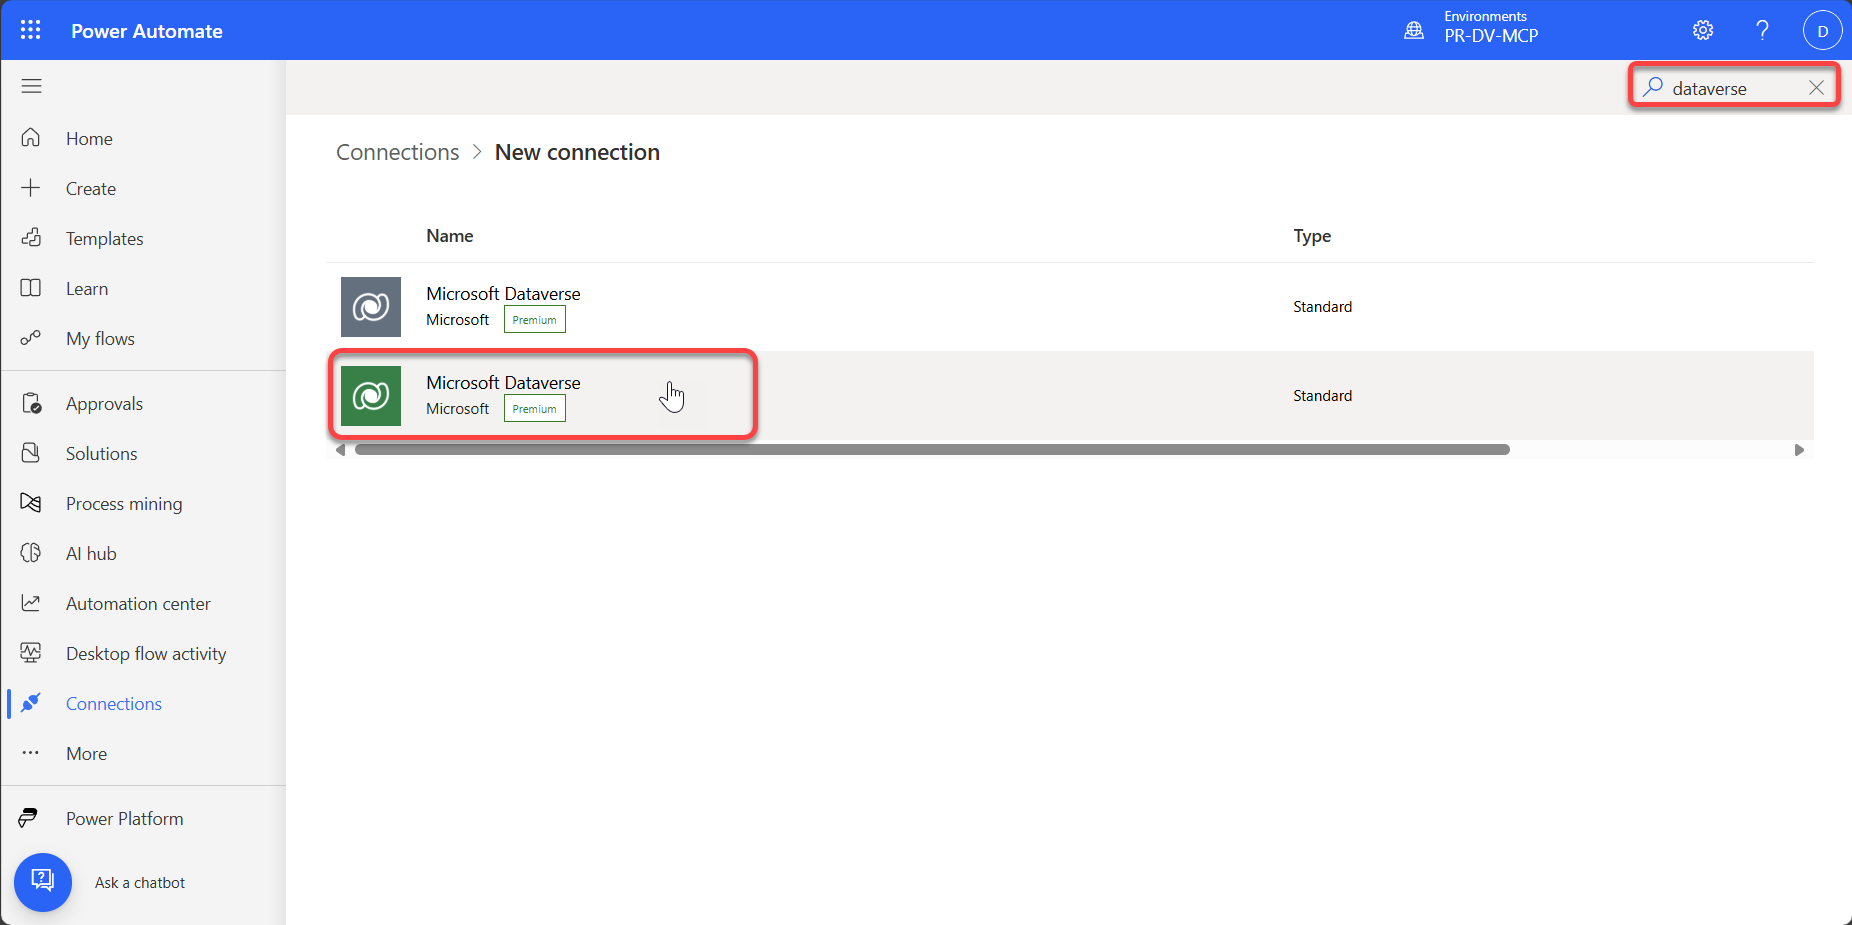 Power Automate
Environments
PR-DV-MCP
?
D
dataverse
Home
Create
Templates
Learn
My flows
Approvals
Solutions
Process mining
AI hub
Automation center
Desktop flow activity
Connections
More
Power Platform
Ask a chatbot
Connections > New connection
Name Type
Microsoft Dataverse
Microsoft Premium
Standard
Microsoft Dataverse
Microsoft Premium
Standard